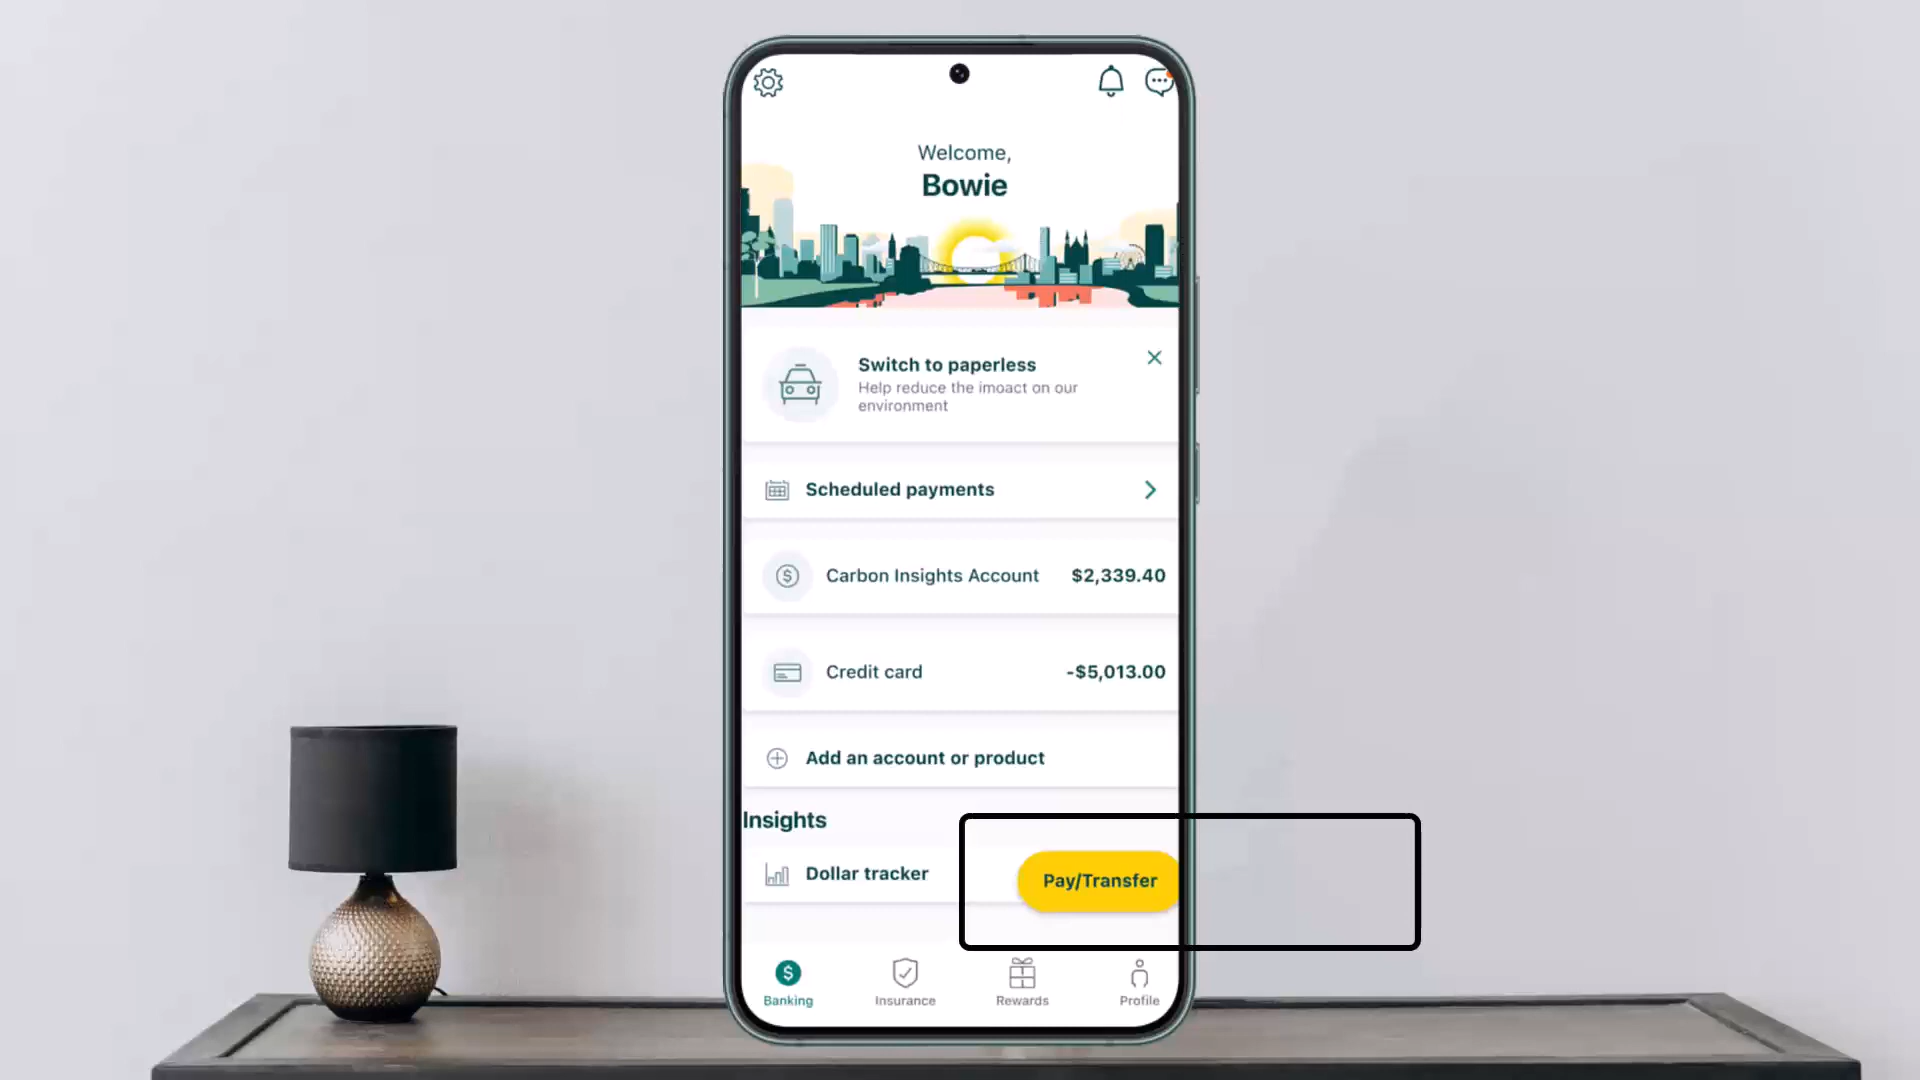 Welcome,
Bowie
Switch to paperless
Help reduce the imoact on our
environment
Scheduled payments
Carbon Insights Account $2,339.40
Credit card -$5,013.00
Add an account or product
Insights
Dollar tracker
Pay/Transfer
Banking Insurance Rewards Profile